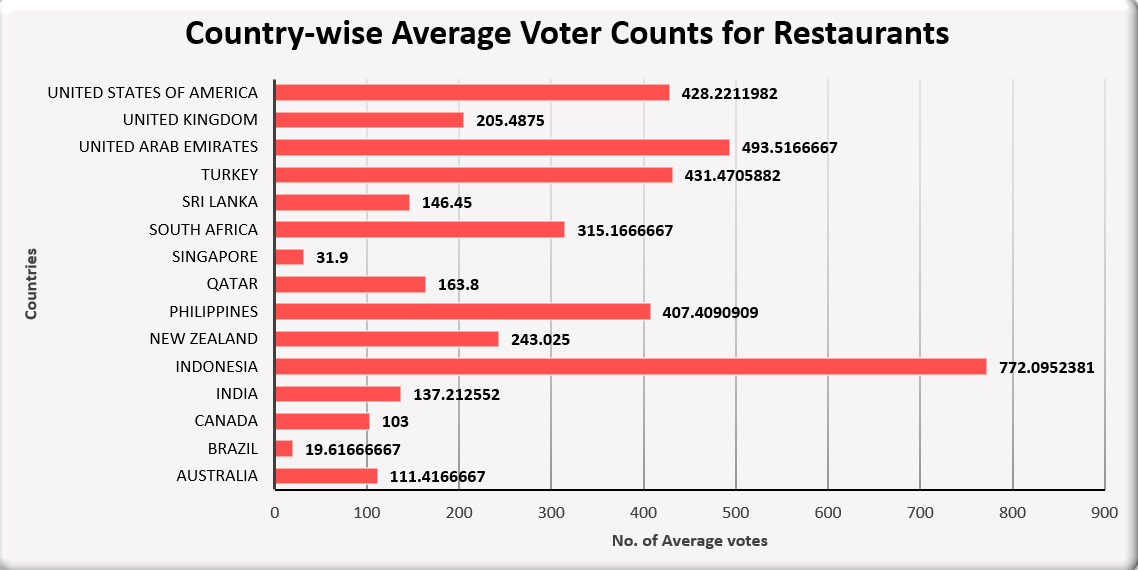 Country-wise Average Voter Counts for Restaurants
UNITED STATES OF AMERICA 428.2211982
UNITED KINGDOM 205.4875
UNITED ARAB EMIRATES 493.5166667
TURKEY 431.4705882
SRI LANKA 146.45
SOUTH AFRICA 315.1666667
SINGAPORE 31.9
QATAR 163.8
PHILIPPINES 407.4090909
NEW ZEALAND 243.025
INDONESIA 772.0952381
INDIA 137.212552
CANADA 103
BRAZIL 19.61666667
AUSTRALIA 111.4166667
Countries
0 100 200 300 400 500 600 700 800 900
No. of Average votes